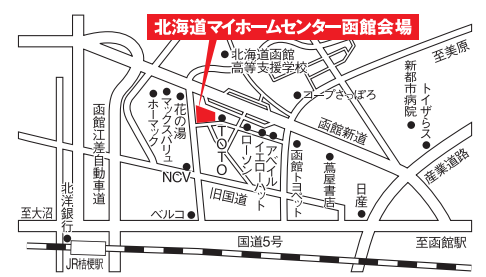 北海道マイホームセンター函館会場
北海道函館
高等支援学校
至美原
コープさっぽろ
新都市病院
トイザらス
函館新道
産業道路
ホーマック
マックスバリュ
花の湯
TOTO
ローソン
イエローハット
アベイル
函館トヨペット
蔦屋書店
日産
函館江差自動車道
NCV
旧国道
ベルコ
北洋銀行
至大沼
国道5号
至函館駅
JR桔梗駅